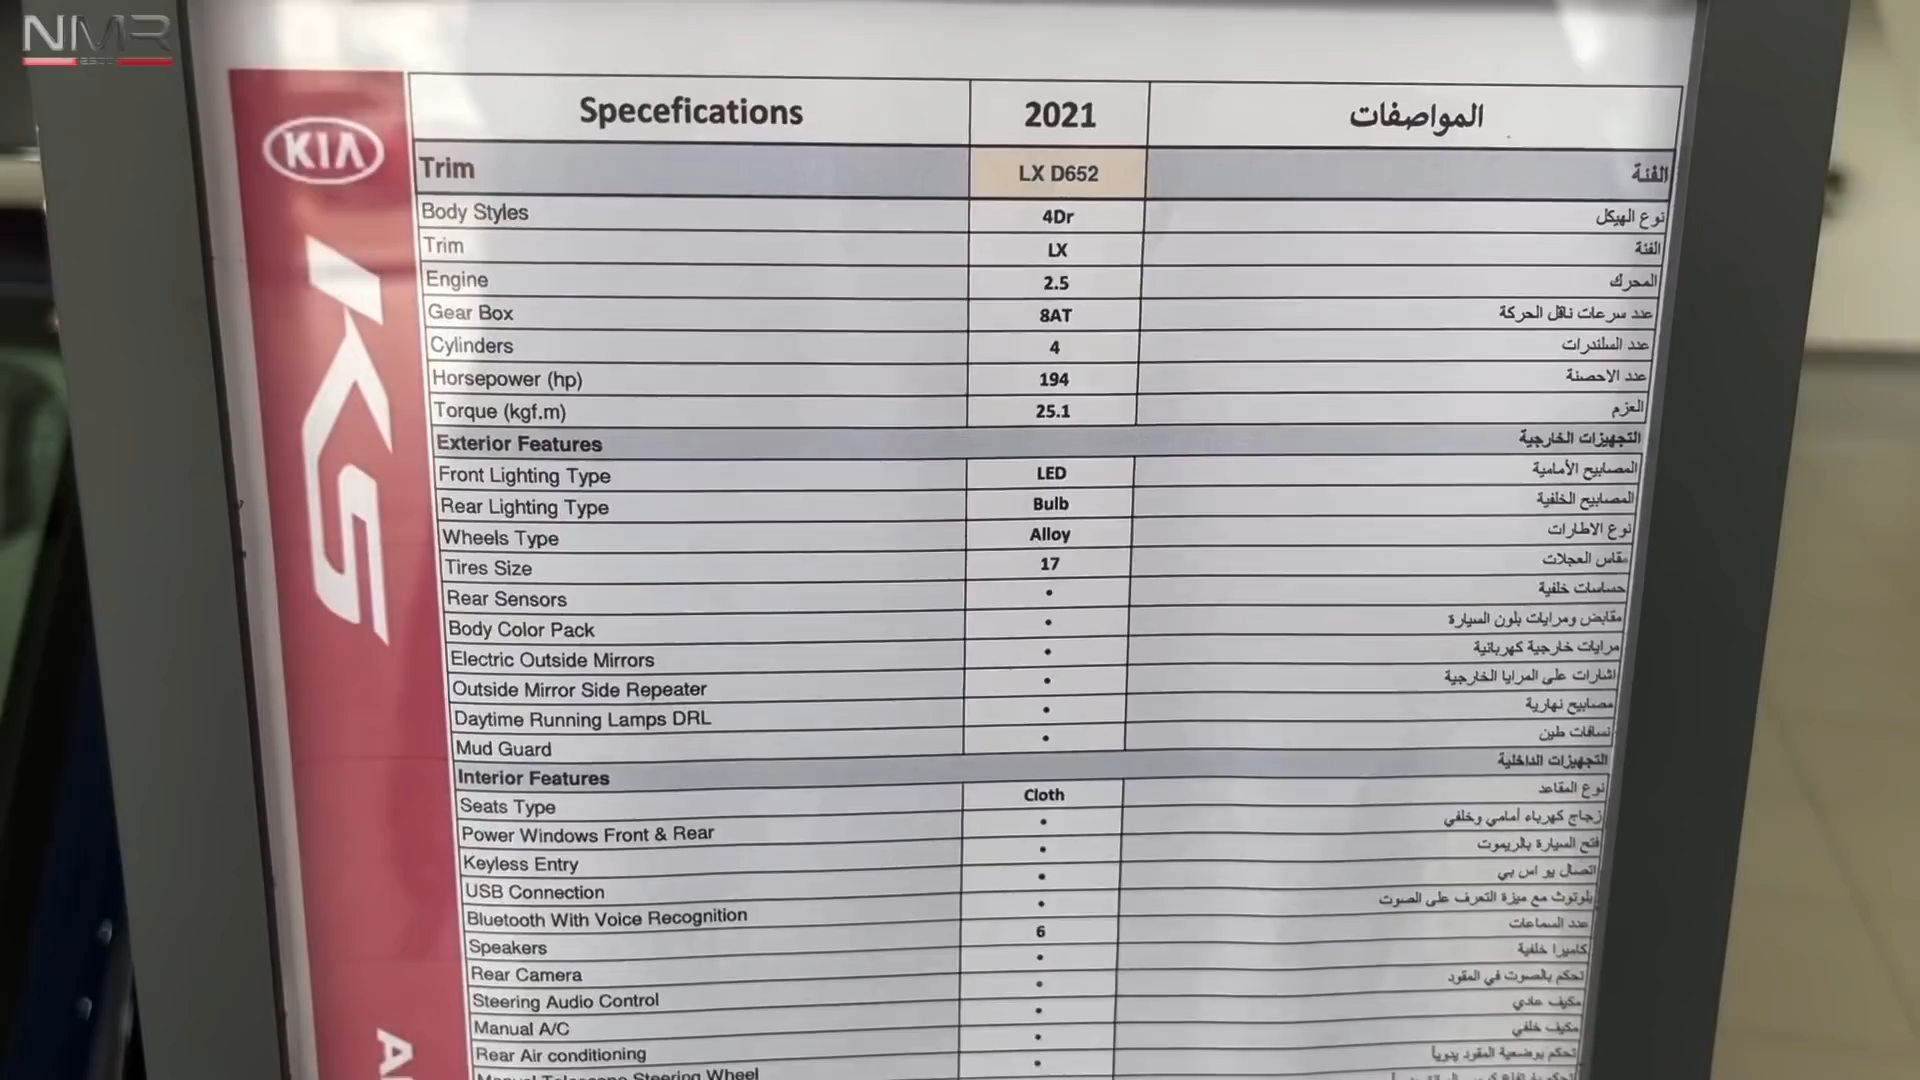 NMR
KIA
K5
Specefications 2021 المواصفات
Trim LX D652 الفئة
Body Styles 4Dr نوع الهيكل
Trim LX الفئة
Engine 2.5 المحرك
Gear Box 8AT عدد سرعات ناقل الحركة
Cylinders 4 عدد السلندرات
Horsepower (hp) 194 عدد الاحصنة
Torque (kgf.m) 25.1 العزم
Exterior Features التجهيزات الخارجية
Front Lighting Type LED المصابيح الأمامية
Rear Lighting Type Bulb المصابيح الخلفية
Wheels Type Alloy نوع الاطارات
Tires Size 17 مقاس العجلات
Rear Sensors • حساسات خلفية
Body Color Pack • مقابض ومرايات بلون السيارة
Electric Outside Mirrors • مرايات خارجية كهربائية
Outside Mirror Side Repeater • اشارات على المرايا الخارجية
Daytime Running Lamps DRL • مصابيح نهارية
Mud Guard • لسافات طين
Interior Features التجهيزات الداخلية
Seats Type Cloth نوع المقاعد
Power Windows Front & Rear • زجاج كهرباء أمامي وخلفي
Keyless Entry • فتح السيارة بالريموت
USB Connection • اتصال يو اس بي
Bluetooth With Voice Recognition • بلوتوث مع ميزة التعرف على الصوت
Speakers 6 عدد السماعات
Rear Camera • كاميرا خلفية
Steering Audio Control • تحكم بالصوت في المقود
Manual A/C • مكيف عادي
Rear Air conditioning • مكيف خلفي
Manual Telescope Steering Wheel • تحكم بوضعية المقود يدوياً